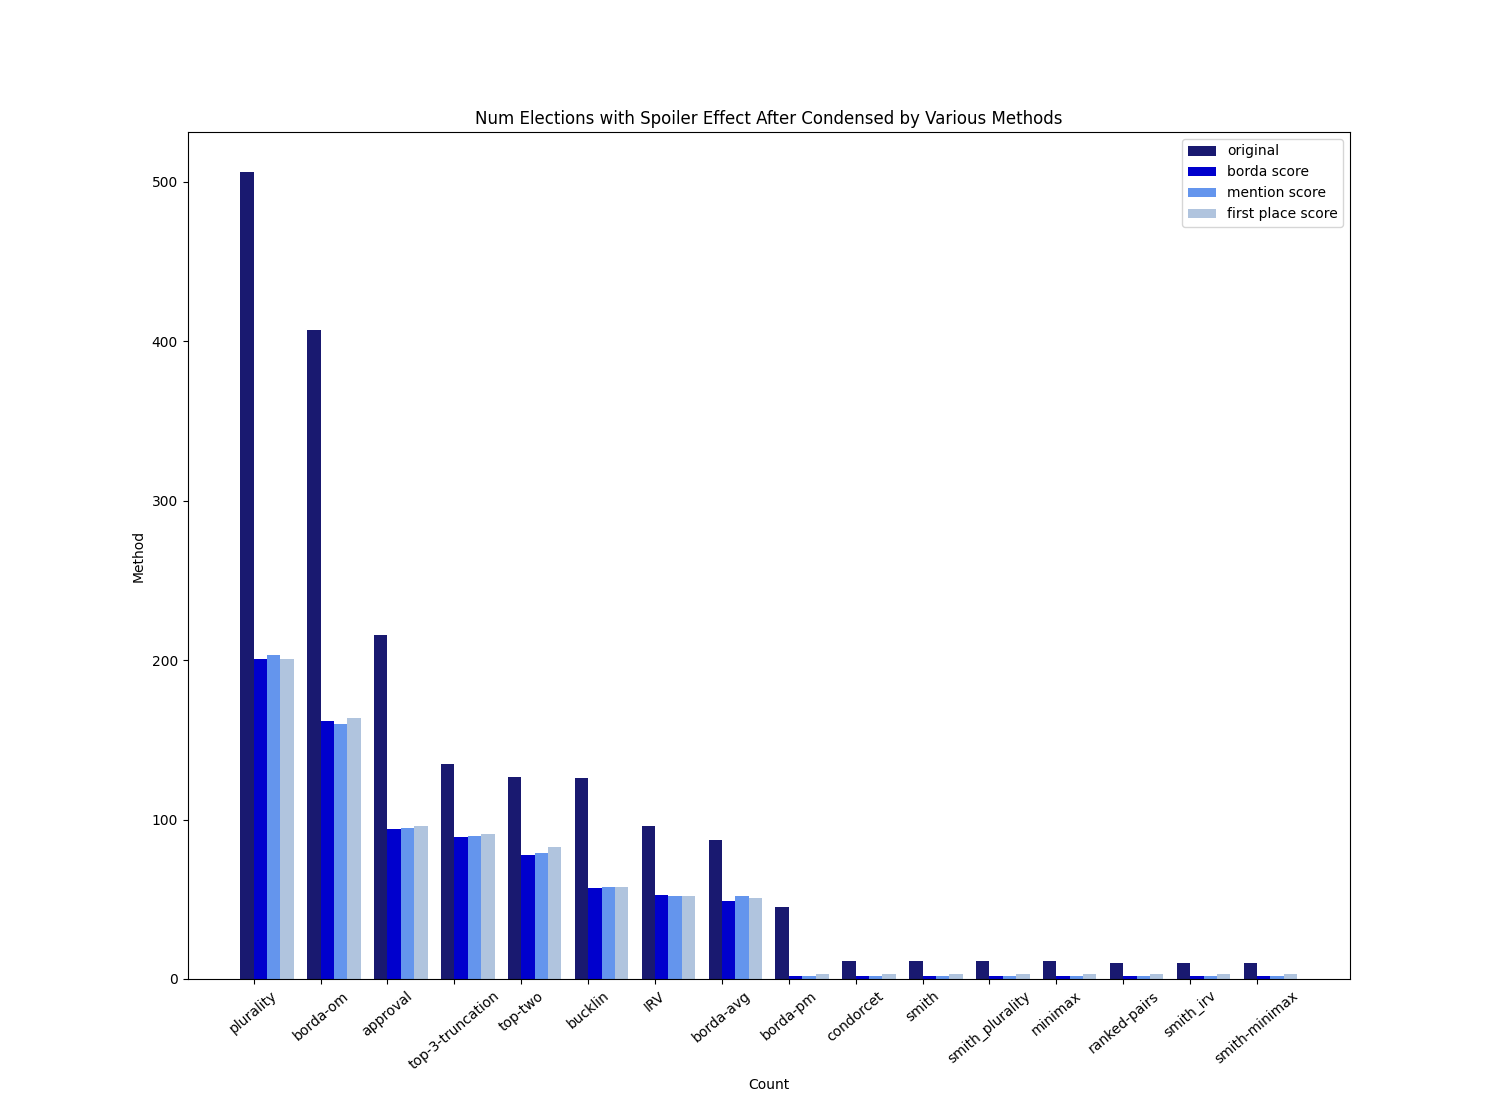 Num Elections with Spoiler Effect After Condensed by Various Methods
original
borda score
mention score
first place score
500
400
300
200
100
0
Method
plurality
borda-om
approval
top-3-truncation
top-two
bucklin
IRV
borda-avg
borda-pm
condorcet
smith
smith_plurality
minimax
ranked-pairs
smith_irv
smith-minimax
Count